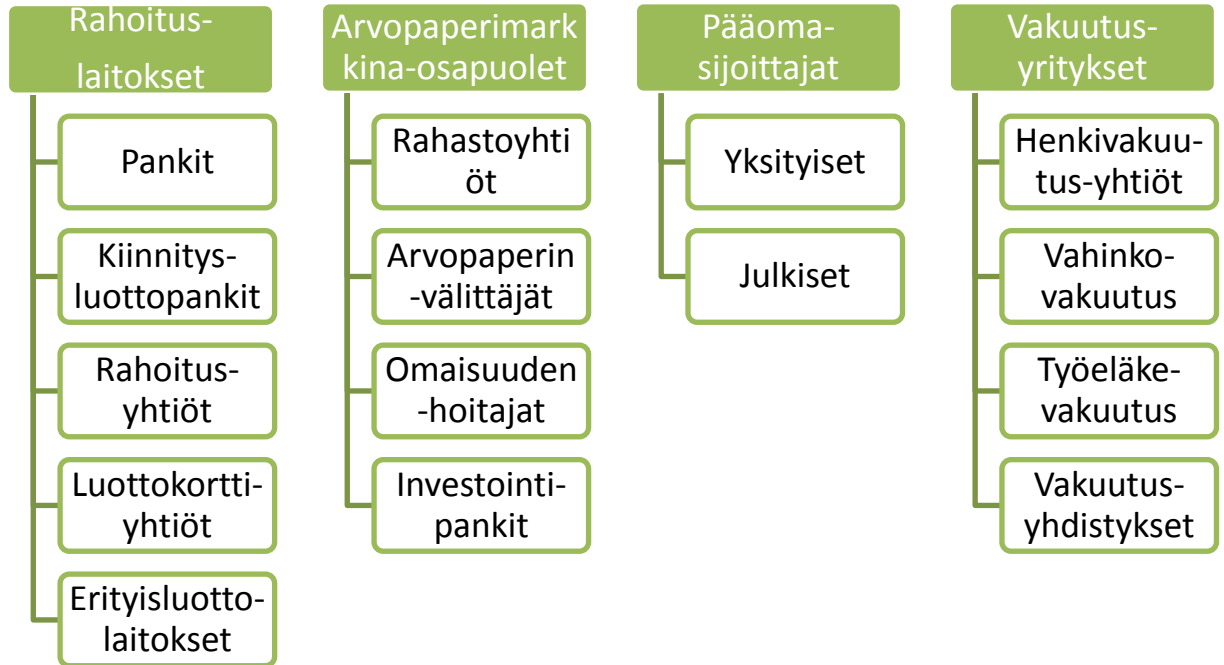 Rahoitus-
laitokset
Pankit
Kiinnitys-
luottopankit
Rahoitus-
yhtiöt
Luottokortti-
yhtiöt
Erityisluotto-
laitokset
Arvopaperimark
kina-osapuolet
Rahastoyhti
öt
Arvopaperin
-välittäjät
Omaisuuden
-hoitajat
Investointi-
pankit
Pääoma-
sijoittajat
Yksityiset
Julkiset
Vakuutus-
yritykset
Henkivakuu-
tus-yhtiöt
Vahinko-
vakuutus
Työeläke-
vakuutus
Vakuutus-
yhdistykset